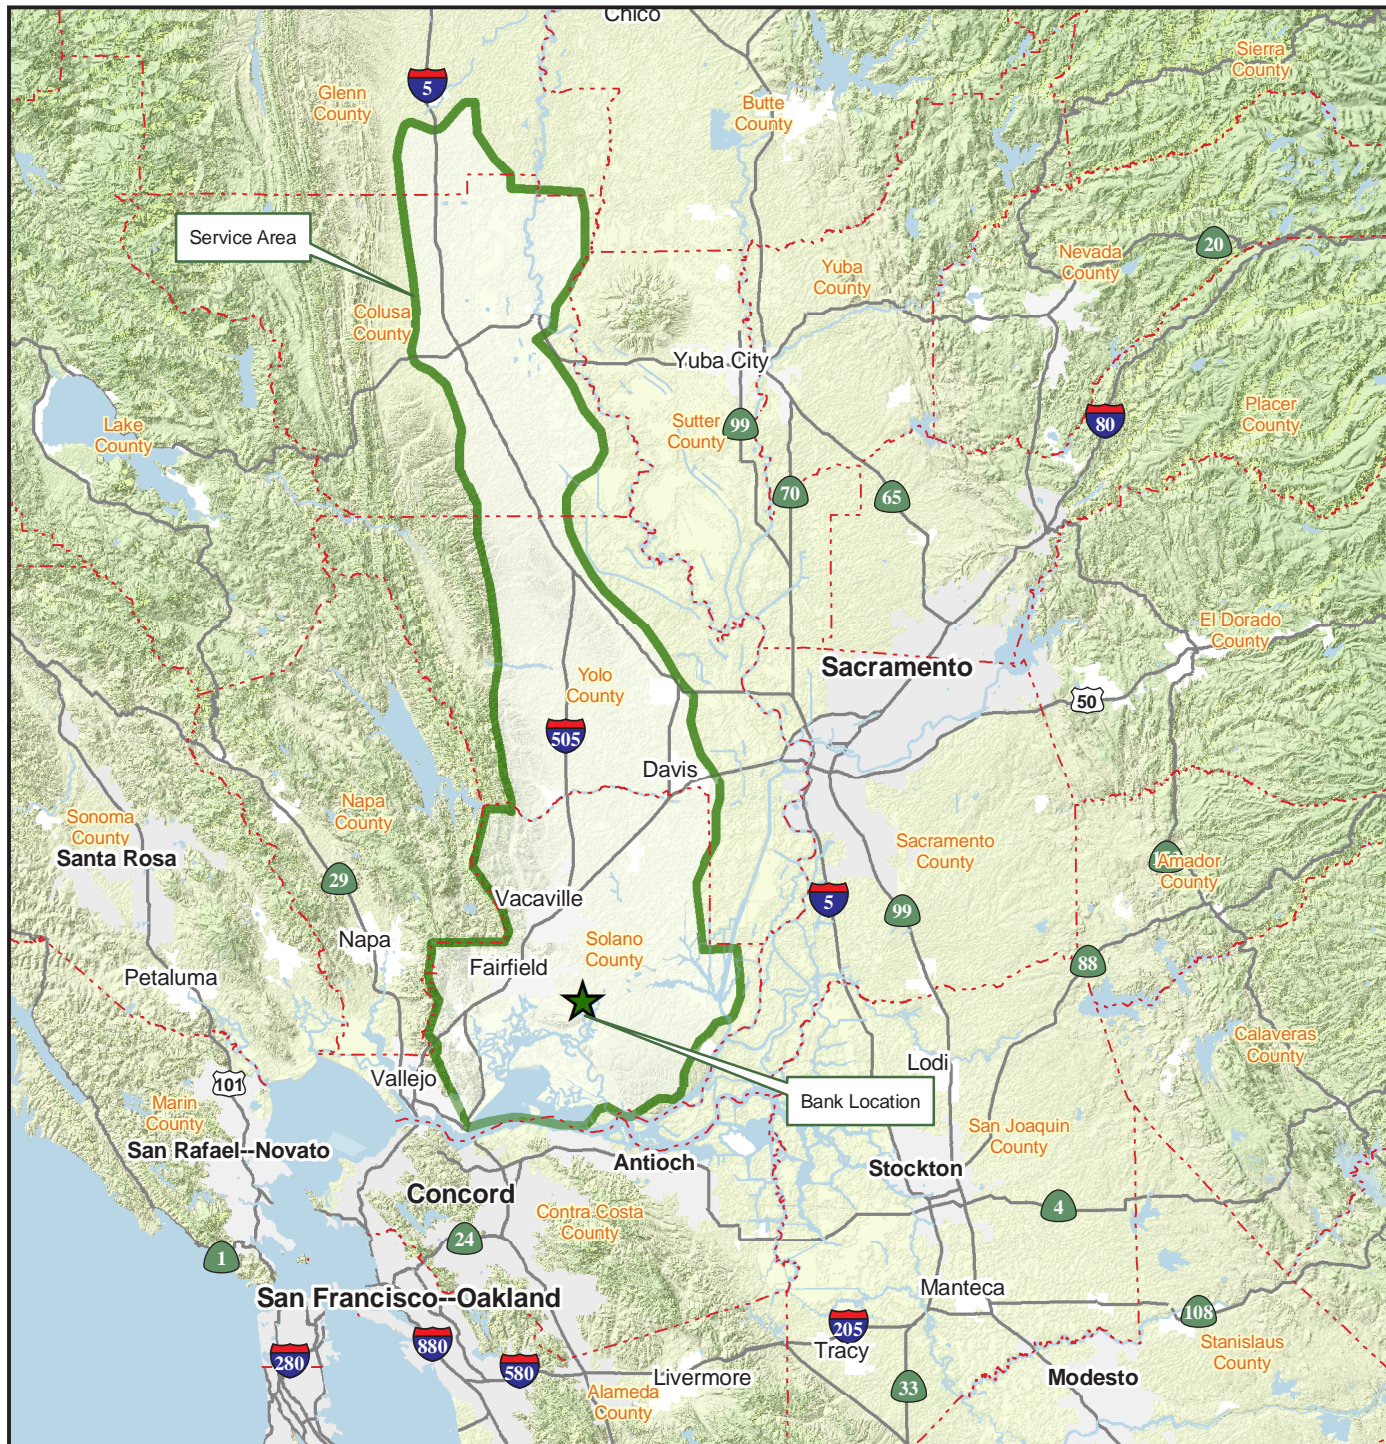 Chico
Sierra
County
5
Glenn
County
Butte
County
Service Area
20
Nevada
County
Yuba
County
Colusa
County
Yuba City
80
Placer
County
Lake
County
Sutter
County
99
70
65
El Dorado
County
Sacramento
Yolo
County
50
505
Davis
Napa
County
Sonoma
County
Santa Rosa
Sacramento
County
Amador
County
29
Vacaville
5
99
Napa
Solano
County
Fairfield
88
Petaluma
Calaveras
County
Lodi
Vallejo
101
Bank Location
Marin
County
San Joaquin
County
San Rafael--Novato
Antioch
Stockton
Concord
Contra Costa
County
4
24
1
Manteca
San Francisco--Oakland
108
205
Stanislaus
County
880
Tracy
280
580
Livermore
Modesto
33
Alameda
County